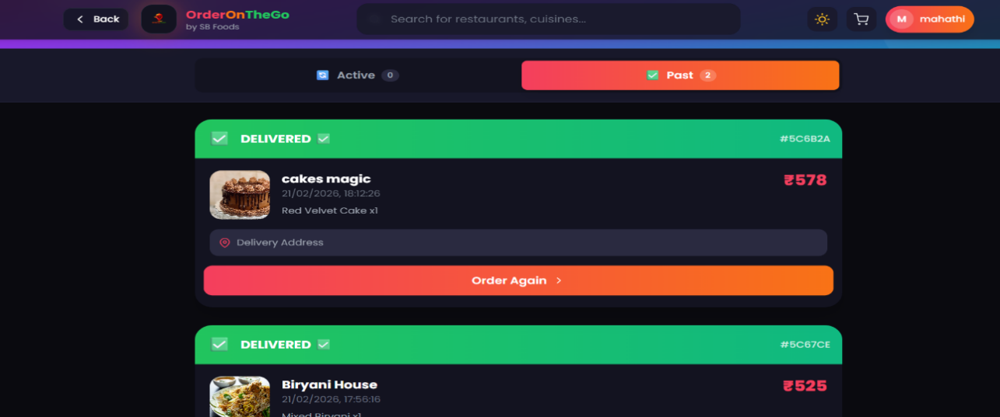 Back
OrderOnTheGo
by SB Foods
Search for restaurants, cuisines...
M mahathi
Active 0
Past 2
DELIVERED
#5C6B2A
cakes magic
₹578
21/02/2026, 18:12:26
Red Velvet Cake x1
Delivery Address
Order Again
DELIVERED
#5C67CE
Biryani House
₹525
21/02/2026, 17:56:16
Mixed Biryani x1